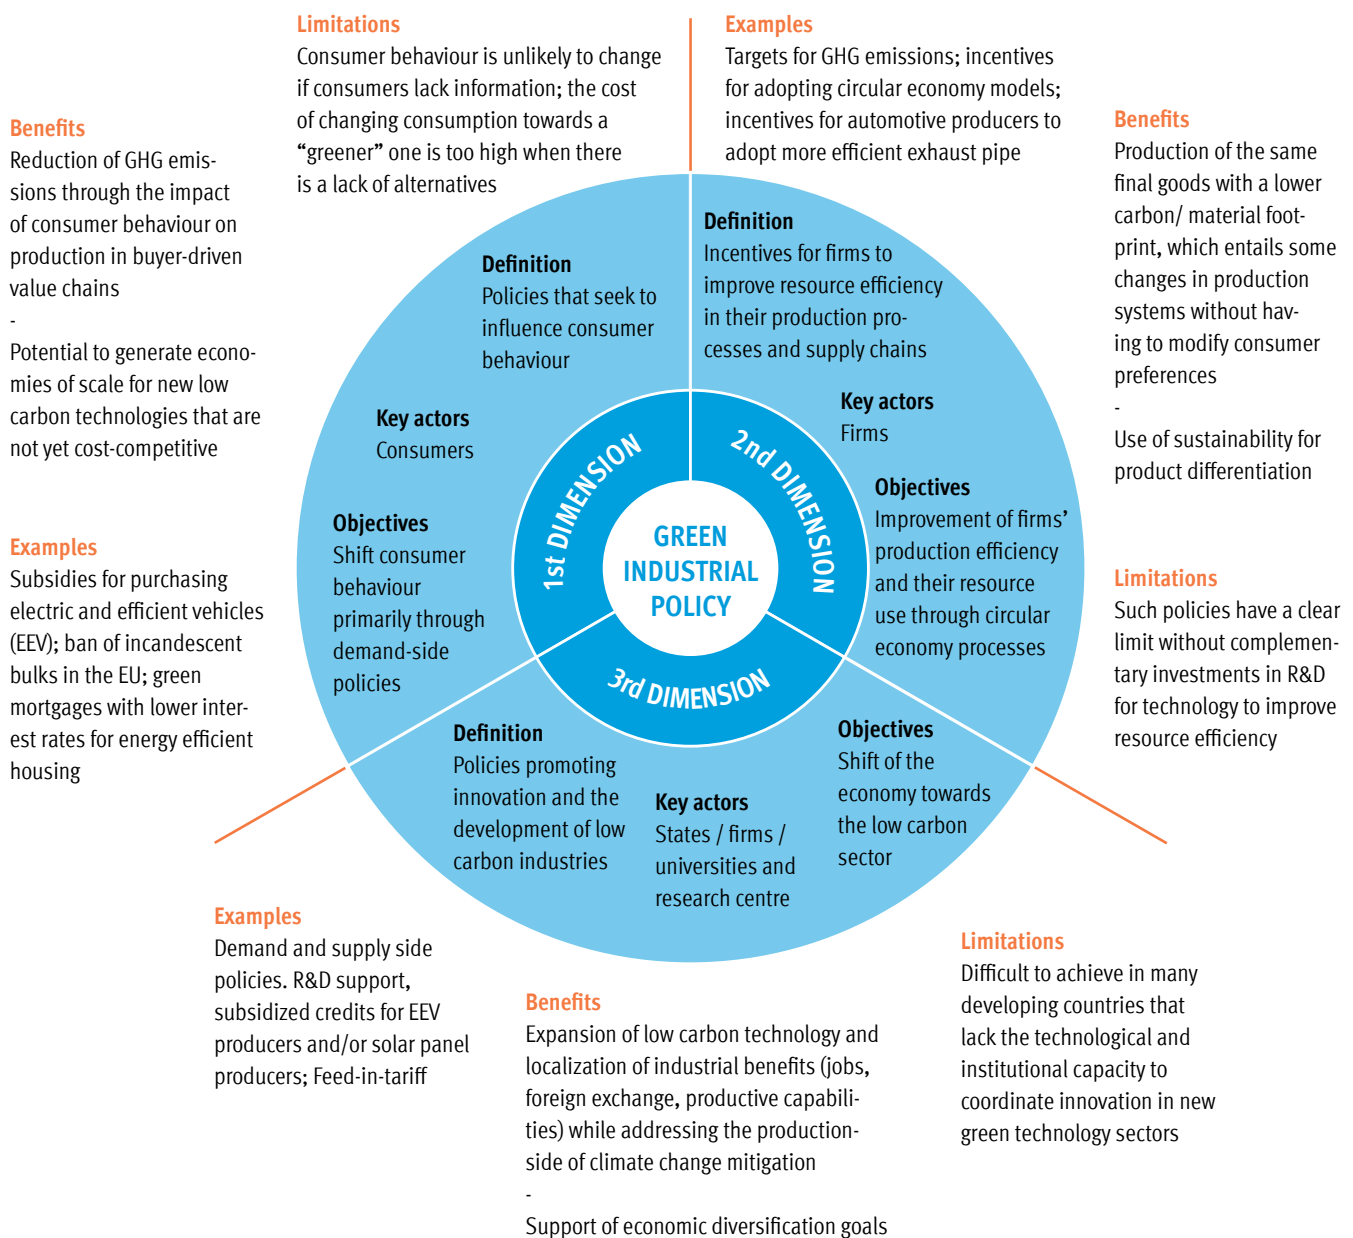 Limitations
Consumer behaviour is unlikely to change
if consumers lack information; the cost
of changing consumption towards a
“greener” one is too high when there
is a lack of alternatives
Examples
Targets for GHG emissions; incentives
for adopting circular economy models;
incentives for automotive producers to
adopt more efficient exhaust pipe
Benefits
Reduction of GHG emis-
sions through the impact
of consumer behaviour on
production in buyer-driven
value chains
-
Potential to generate econo-
mies of scale for new low
carbon technologies that are
not yet cost-competitive
Examples
Subsidies for purchasing
electric and efficient vehicles
(EEV); ban of incandescent
bulks in the EU; green
mortgages with lower inter-
est rates for energy efficient
housing
Definition
Policies that seek to
influence consumer
behaviour
Key actors
Consumers
Objectives
Shift consumer
behaviour
primarily through
demand-side
policies
1st DIMENSION
GREEN
INDUSTRIAL
POLICY
2nd DIMENSION
3rd DIMENSION
Definition
Incentives for firms to
improve resource efficiency
in their production pro-
cesses and supply chains
Key actors
Firms
Objectives
Improvement of firms’
production efficiency
and their resource
use through circular
economy processes
Benefits
Production of the same
final goods with a lower
carbon/ material foot-
print, which entails some
changes in production
systems without hav-
ing to modify consumer
preferences
-
Use of sustainability for
product differentiation
Limitations
Such policies have a clear
limit without complemen-
tary investments in R&D
for technology to improve
resource efficiency
Definition
Policies promoting
innovation and the
development of low
carbon industries
Key actors
States / firms /
universities and
research centre
Objectives
Shift of the
economy towards
the low carbon
sector
Examples
Demand and supply side
policies. R&D support,
subsidized credits for EEV
producers and/or solar panel
producers; Feed-in-tariff
Benefits
Expansion of low carbon technology and
localization of industrial benefits (jobs,
foreign exchange, productive capabili-
ties) while addressing the production-
side of climate change mitigation
-
Support of economic diversification goals
Limitations
Difficult to achieve in many
developing countries that
lack the technological and
institutional capacity to
coordinate innovation in new
green technology sectors